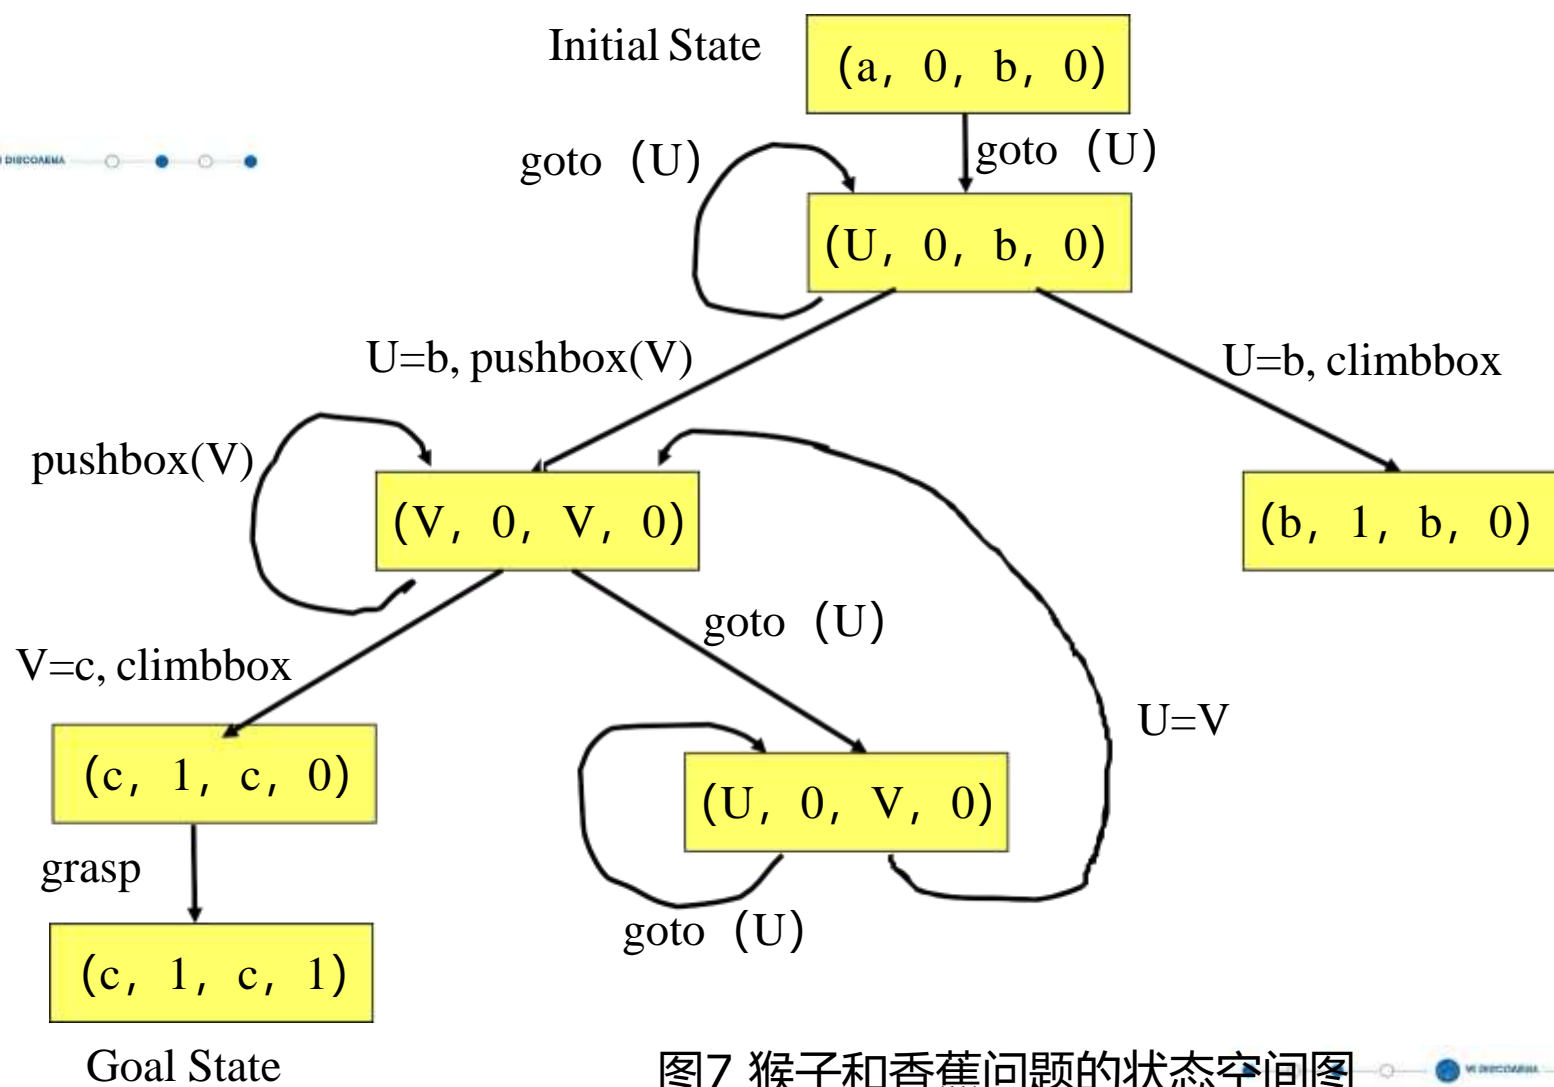 Initial State
(a, 0, b, 0)
goto (U)
goto (U)
(U, 0, b, 0)
U=b, pushbox(V)
U=b, climbbox
pushbox(V)
(V, 0, V, 0)
(b, 1, b, 0)
goto (U)
V=c, climbbox
U=V
(c, 1, c, 0)
(U, 0, V, 0)
grasp
goto (U)
(c, 1, c, 1)
Goal State
图7 猴子和香蕉问题的状态空间图